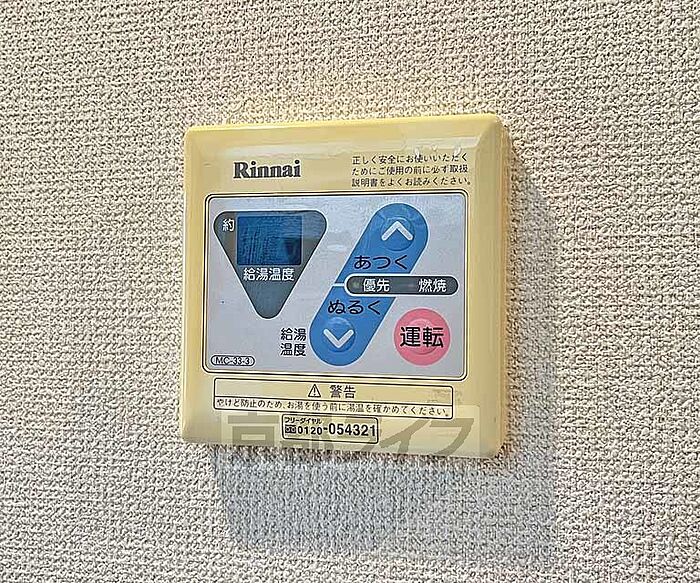 Rinnai
正しく安全にお使いいただく
ためにご使用の前に必ず取扱
説明書をよくお読みください。
約
給湯温度
あつく
優先 燃焼
ぬるく
給湯
温度
運転
MC-33-3
⚠ 警告
やけど防止のため、お湯を使う前に湯温を確かめてください。
フリーダイヤル
0120-054321
京都ライフ